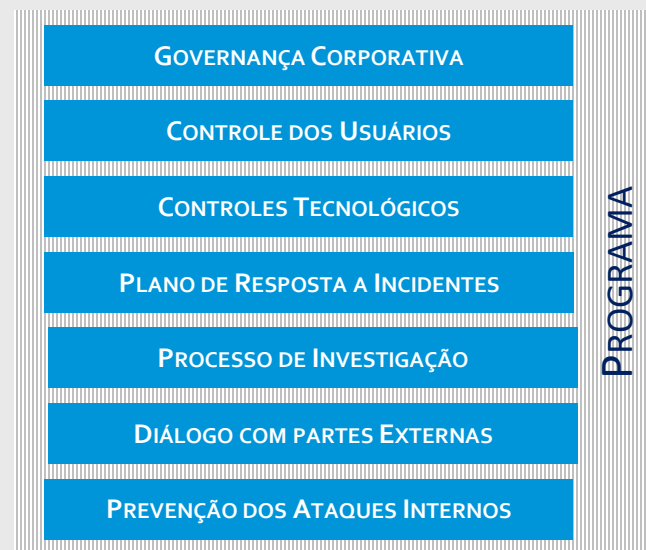 Governança Corporativa
Controle dos Usuários
Controles Tecnológicos
Plano de Resposta a Incidentes
Processo de Investigação
Diálogo com partes Externas
Prevenção dos Ataques Internos
Programa